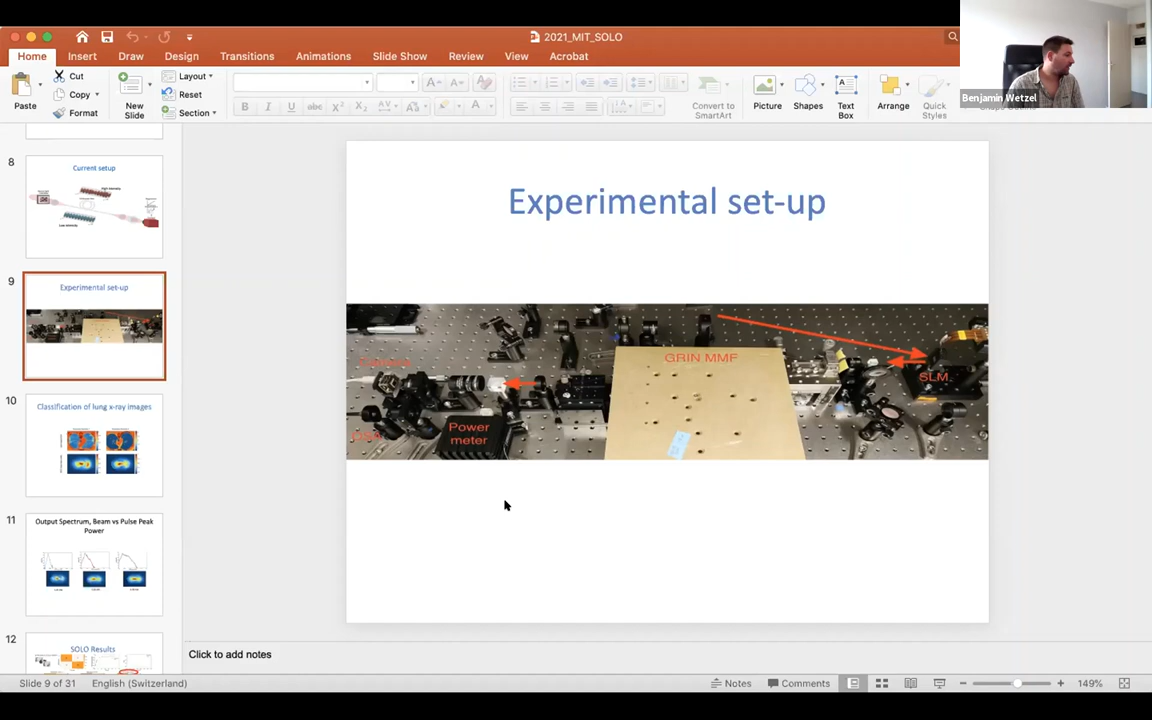 2021_MIT_SOLO
Home Insert Draw Design Transitions Animations Slide Show Review View Acrobat
Paste
Cut
Copy
Format
New Slide
Layout
Reset
Section
Convert to SmartArt
Picture
Shapes
Text Box
Arrange
Quick Styles
Benjamin Wetzel
8
Current setup
9
Experimental set-up
10
Classification of lung x-ray images
11
Output Spectrum, Beam vs Pulse Peak
Power
12
SOLO Results
Experimental set-up
GRIN MMF
SLM
Power
meter
Click to add notes
Slide 9 of 31 English (Switzerland) Notes Comments 149%